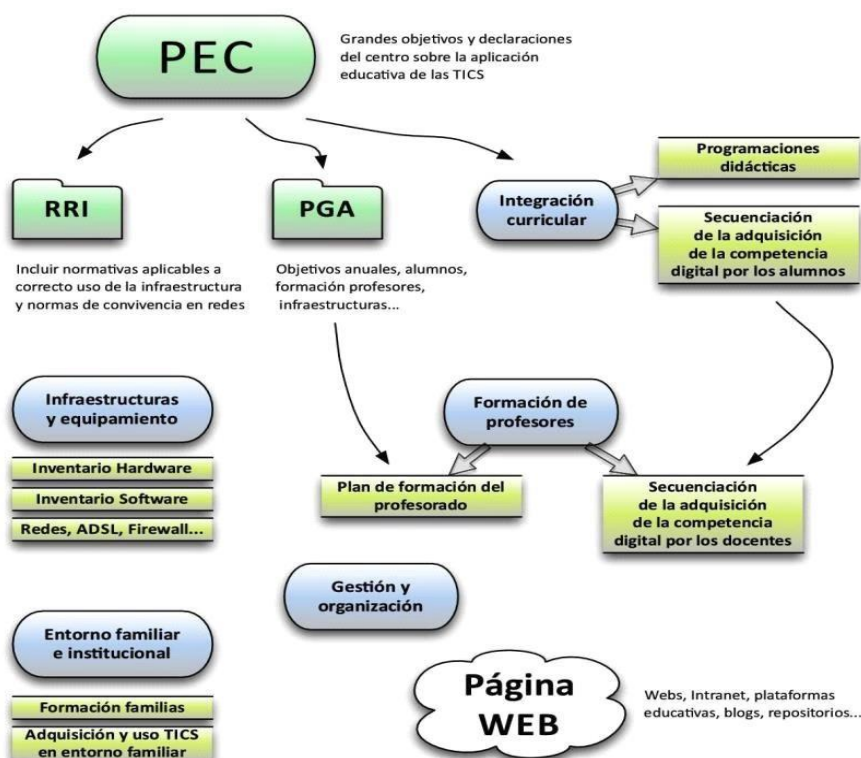 PEC
Grandes objetivos y declaraciones
del centro sobre la aplicación
educativa de las TICS
RRI
Incluir normativas aplicables a
correcto uso de la infraestructura
y normas de convivencia en redes
PGA
Objetivos anuales, alumnos,
formación profesores,
infraestructuras...
Integración
curricular
Programaciones
didácticas
Secuenciación
de la adquisición
de la competencia
digital por los alumnos
Infraestructuras
y equipamiento
Inventario Hardware
Inventario Software
Redes, ADSL, Firewall...
Formación de
profesores
Plan de formación del
profesorado
Secuenciación
de la adquisición
de la competencia
digital por los docentes
Gestión y
organización
Entorno familiar
e institucional
Formación familias
Adquisición y uso TICS
en entorno familiar
Página
WEB
Webs, Intranet, plataformas
educativas, blogs, repositorios...